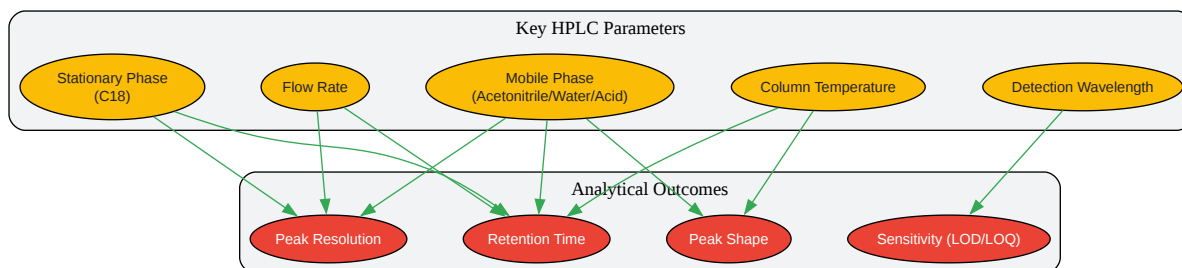 Key HPLC Parameters
Stationary Phase
(C18)
Flow Rate
Mobile Phase
(Acetonitrile/Water/Acid)
Column Temperature
Detection Wavelength
Analytical Outcomes
Peak Resolution
Retention Time
Peak Shape
Sensitivity (LOD/LOQ)